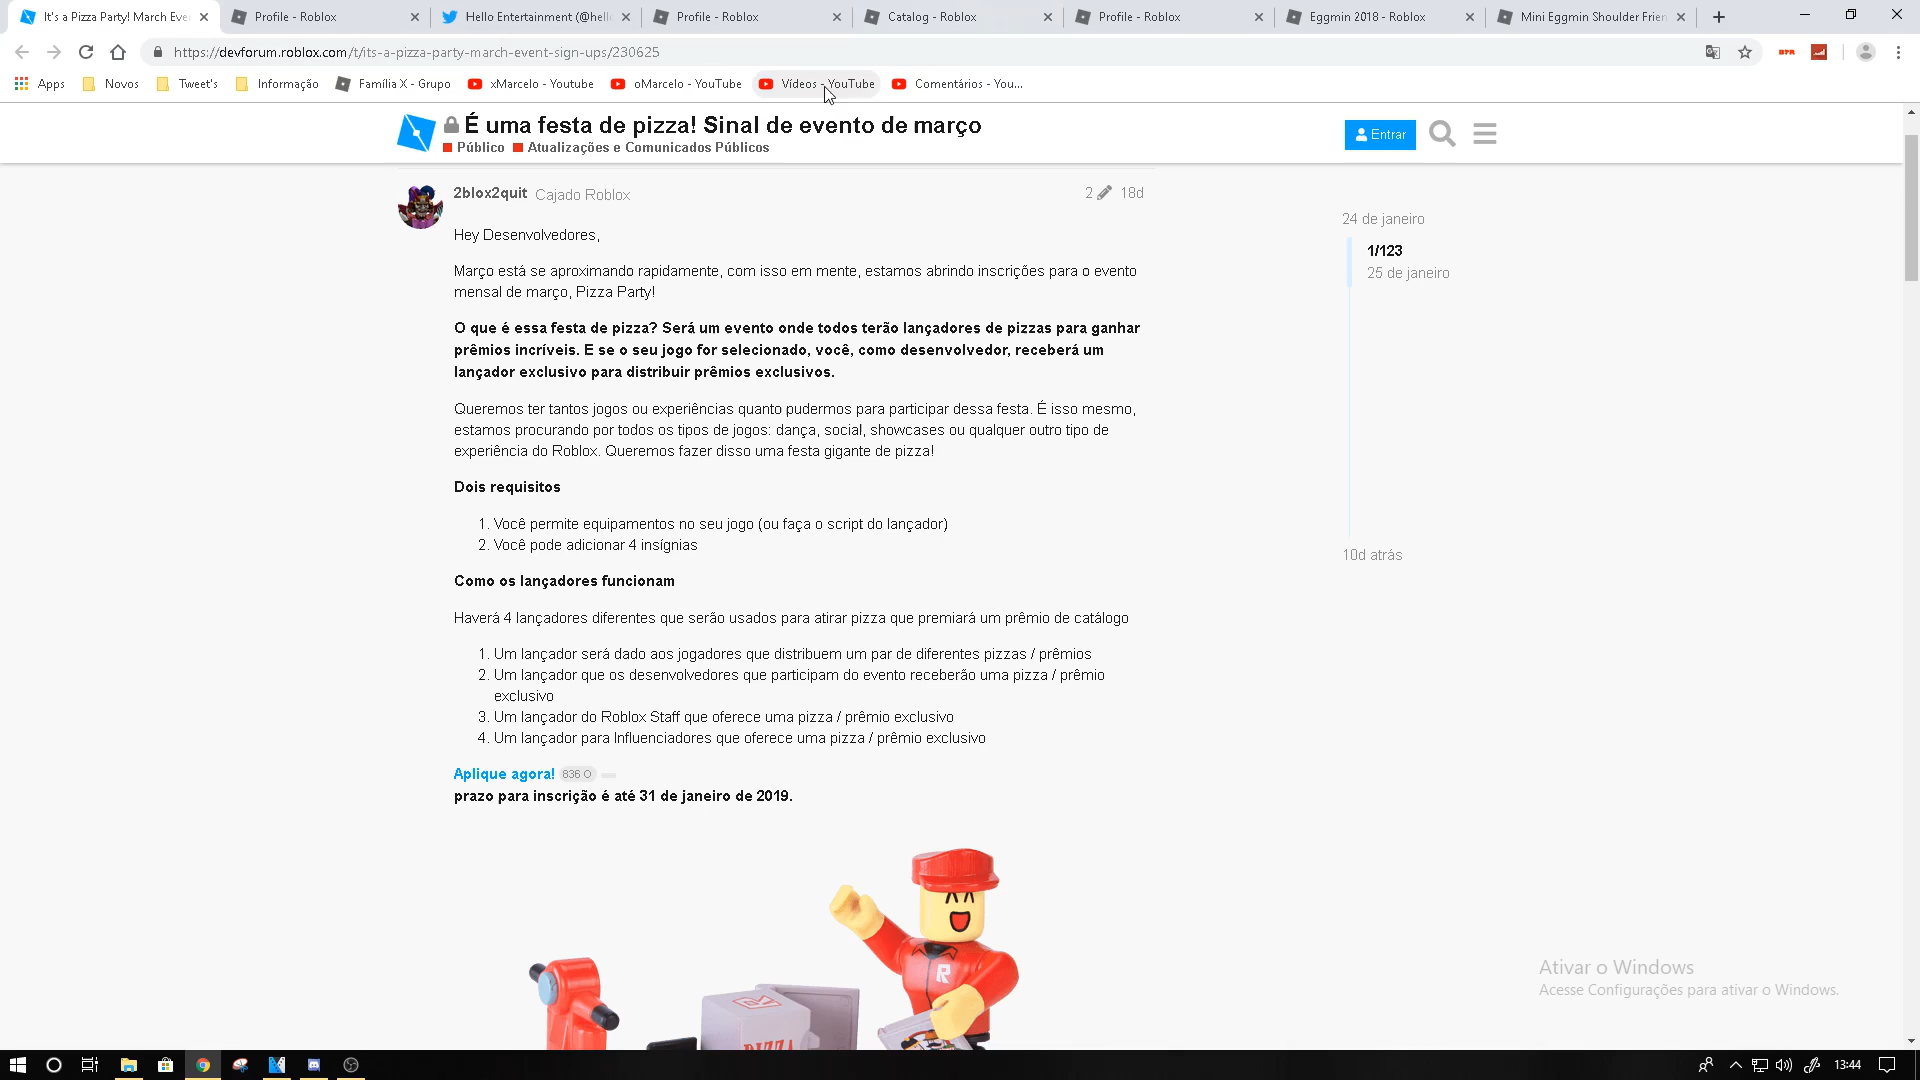 It's a Pizza Party! March Eve
Profile - Roblox
Hello Entertainment (@hell
Profile - Roblox
Catalog - Roblox
Profile - Roblox
Eggmin 2018 - Roblox
Mini Eggmin Shoulder Frien
https://devforum.roblox.com/t/its-a-pizza-party-march-event-sign-ups/230625
Apps
Novos
Tweet's
Informação
Família X - Grupo
xMarcelo - Youtube
oMarcelo - YouTube
Vídeos - YouTube
Comentários - You...
É uma festa de pizza! Sinal de evento de março
Público
Atualizações e Comunicados Públicos
Entrar
2blox2quit Cajado Roblox
2
18d
Hey Desenvolvedores,
Março está se aproximando rapidamente, com isso em mente, estamos abrindo inscrições para o evento
mensal de março, Pizza Party!
O que é essa festa de pizza? Será um evento onde todos terão lançadores de pizzas para ganhar
prêmios incríveis. E se o seu jogo for selecionado, você, como desenvolvedor, receberá um
lançador exclusivo para distribuir prêmios exclusivos.
Queremos ter tantos jogos ou experiências quanto pudermos para participar dessa festa. É isso mesmo,
estamos procurando por todos os tipos de jogos: dança, social, showcases ou qualquer outro tipo de
experiência do Roblox. Queremos fazer disso uma festa gigante de pizza!
Dois requisitos
1. Você permite equipamentos no seu jogo (ou faça o script do lançador)
2. Você pode adicionar 4 insígnias
Como os lançadores funcionam
Haverá 4 lançadores diferentes que serão usados para atirar pizza que premiará um prêmio de catálogo
1. Um lançador será dado aos jogadores que distribuem um par de diferentes pizzas / prêmios
2. Um lançador que os desenvolvedores que participam do evento receberão uma pizza / prêmio
exclusivo
3. Um lançador do Roblox Staff que oferece uma pizza / prêmio exclusivo
4. Um lançador para Influenciadores que oferece uma pizza / prêmio exclusivo
Aplique agora! 836 O
prazo para inscrição é até 31 de janeiro de 2019.
24 de janeiro
1/123
25 de janeiro
10d atrás
R
R
PIZZA
Ativar o Windows
Acesse Configurações para ativar o Windows.
13:44